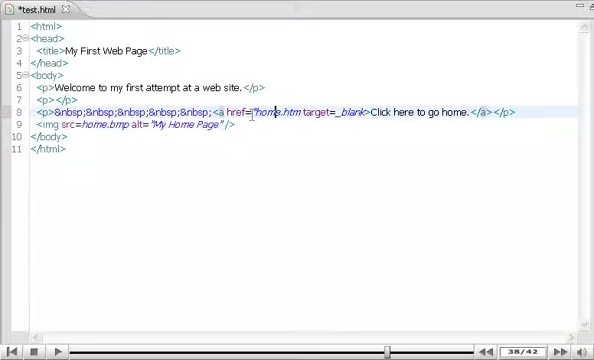 *test.html
1 <html>
2 <head>
3 <title>My First Web Page</title>
4 </head>
5 <body>
6 <p>Welcome to my first attempt at a web site.</p>
7 <p></p>
8 <p>&nbsp;&nbsp;&nbsp;&nbsp;&nbsp;<a href="home.htm target=_blank>Click here to go home.</a></p>
9 <img src=home.bmp alt="My Home Page" />
10 </body>
11 </html>
38/42